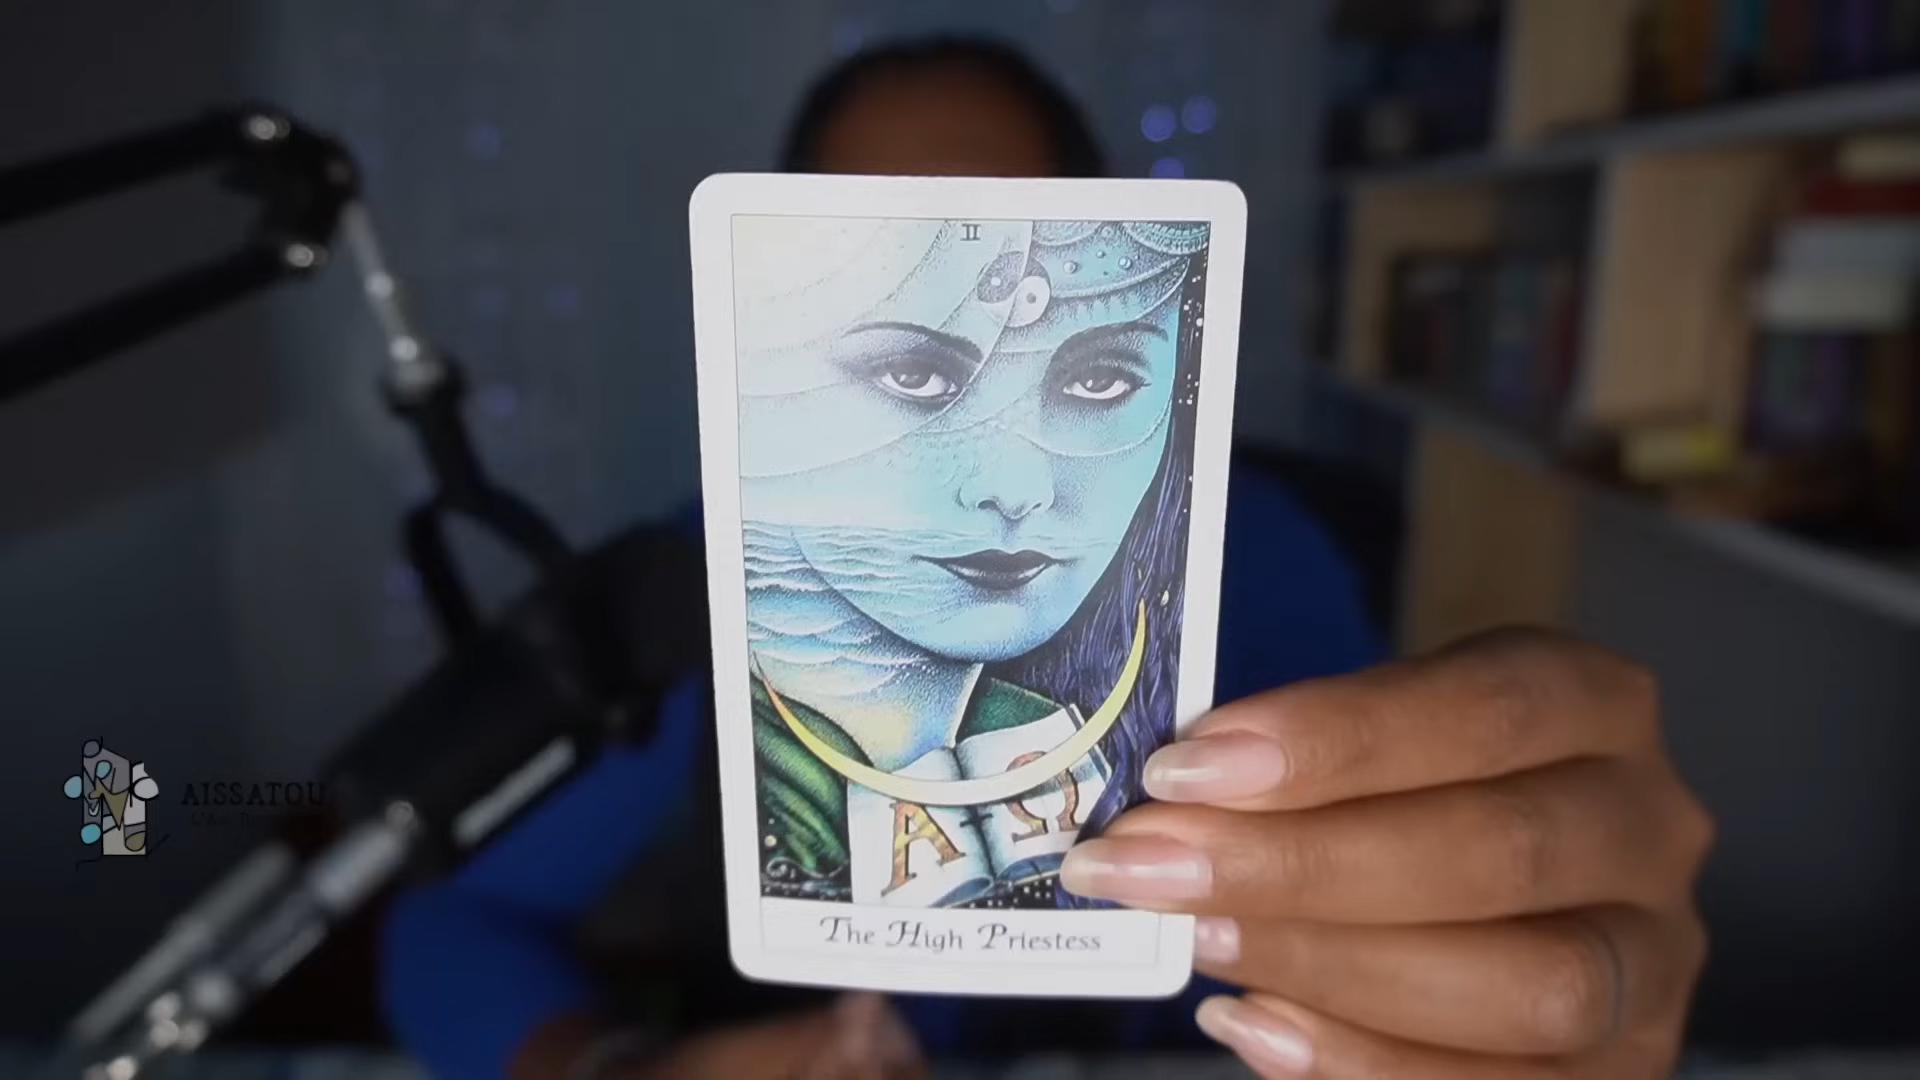 II
A Ω
The High Priestess
AISSATOU